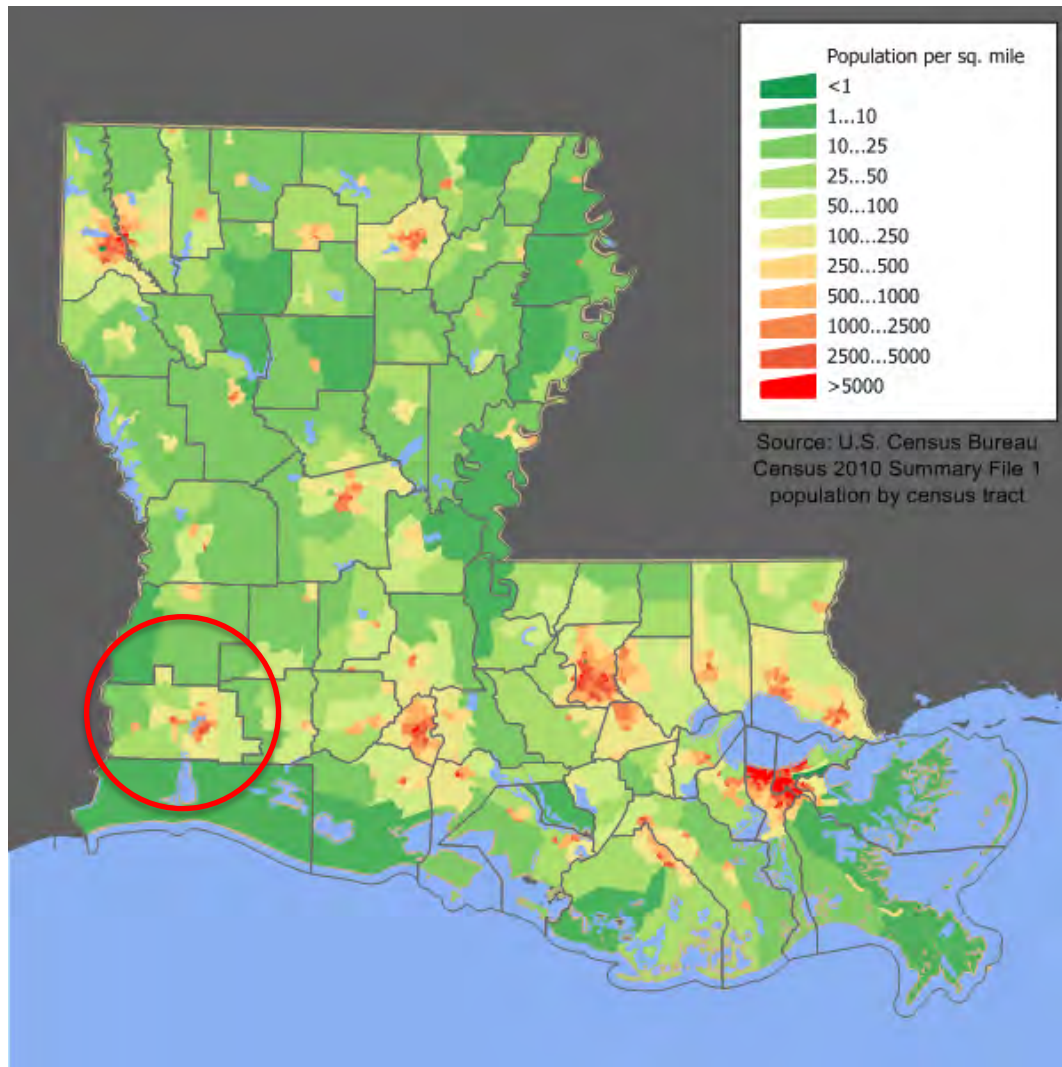 Population per sq. mile
<1
1...10
10...25
25...50
50...100
100...250
250...500
500...1000
1000...2500
2500...5000
>5000
Source: U.S. Census Bureau
Census 2010 Summary File 1
population by census tract